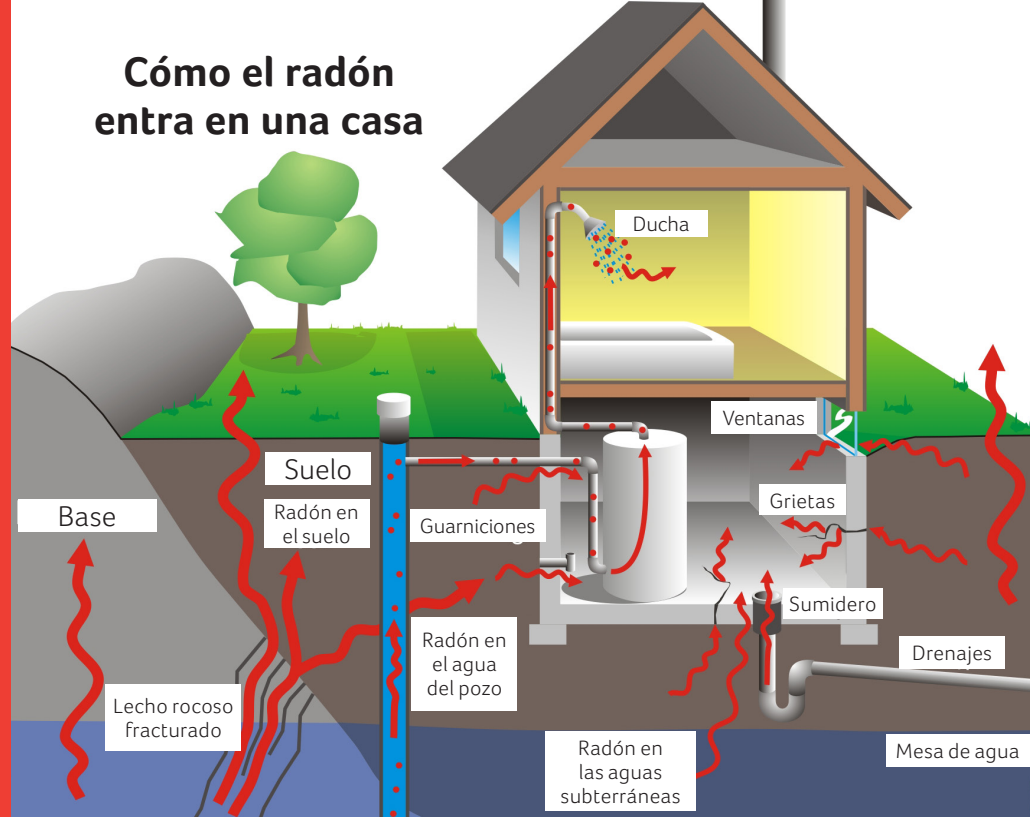 Cómo el radón
entra en una casa
Ducha
Ventanas
Suelo
Grietas
Base
Radón en
el suelo
Guarniciones
Sumidero
Radón en
el agua
del pozo
Drenajes
Lecho rocoso
fracturado
Radón en
las aguas
subterráneas
Mesa de agua